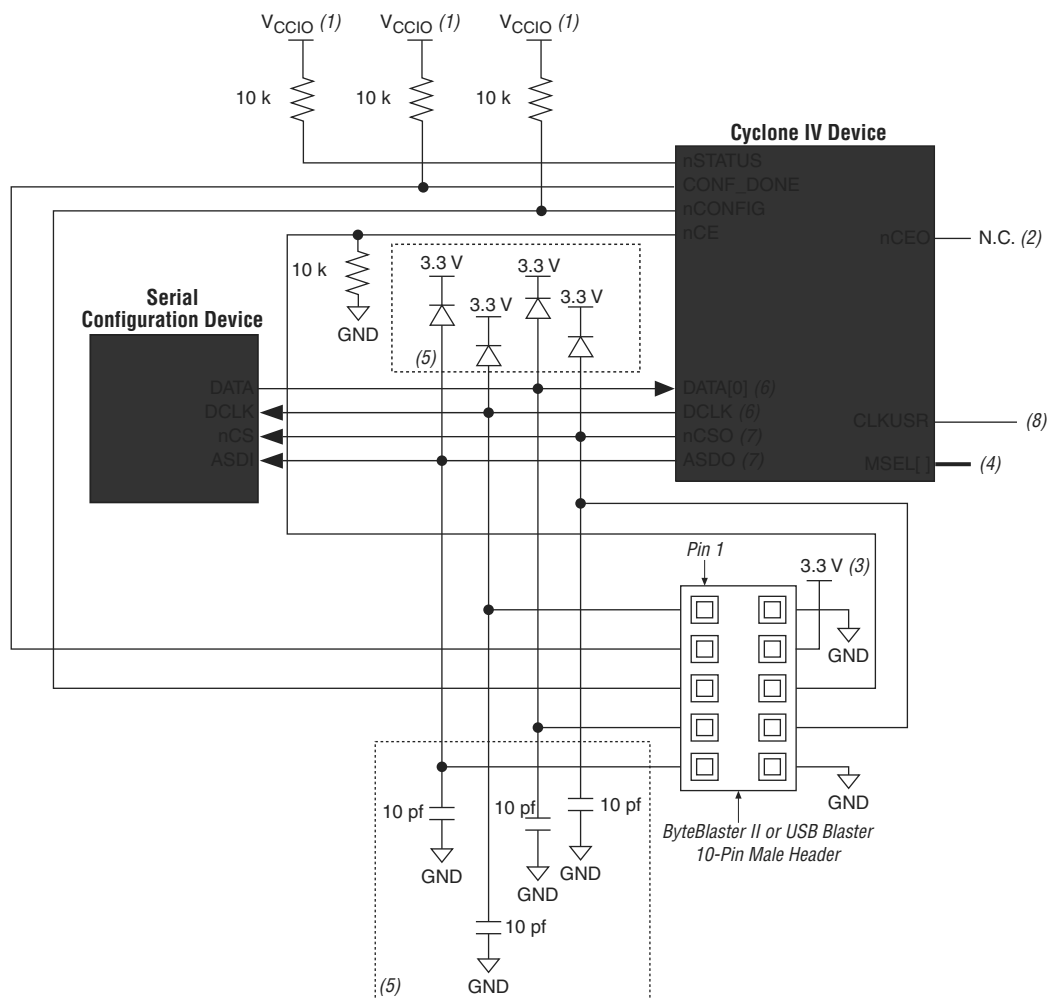 VCCIO (1) VCCIO (1) VCCIO (1)
10 k 10 k 10 k
Cyclone IV Device
nSTATUS
CONF_DONE
nCONFIG
nCE
nCEO N.C. (2)
10 k
GND
3.3 V 3.3 V
3.3 V 3.3 V
(5)
Serial
Configuration Device
DATA DATA[0] (6)
DCLK DCLK (6)
nCS nCSO (7)
ASDI ASDO (7)
CLKUSR (8)
MSEL[ ] (4)
Pin 1
3.3 V (3)
GND
GND
10 pf 10 pf 10 pf
GND GND GND
10 pf
GND
(5)
ByteBlaster II or USB Blaster
10-Pin Male Header